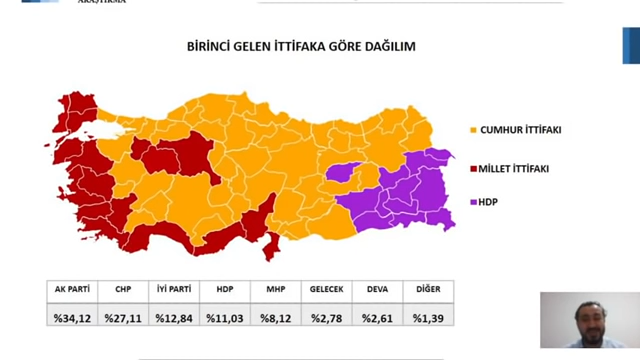 ARAŞTIRMA
BİRİNCİ GELEN İTTİFAKA GÖRE DAĞILIM
CUMHUR İTTİFAKI
MİLLET İTTİFAKI
HDP
AK PARTİ CHP İYİ PARTİ HDP MHP GELECEK DEVA DİĞER
%34,12 %27,11 %12,84 %11,03 %8,12 %2,78 %2,61 %1,39